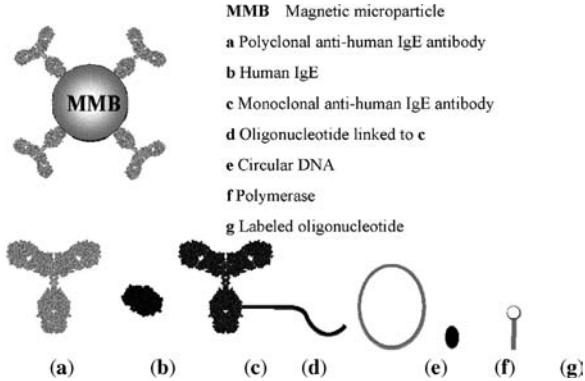 MMB Magnetic microparticle
a Polyclonal anti-human IgE antibody
b Human IgE
MMB
c Monoclonal anti-human IgE antibody
d Oligonucleotide linked to c
e Circular DNA
f Polymerase
g Labeled oligonucleotide
(a) (b) (c) (d) (e) (f) (g)